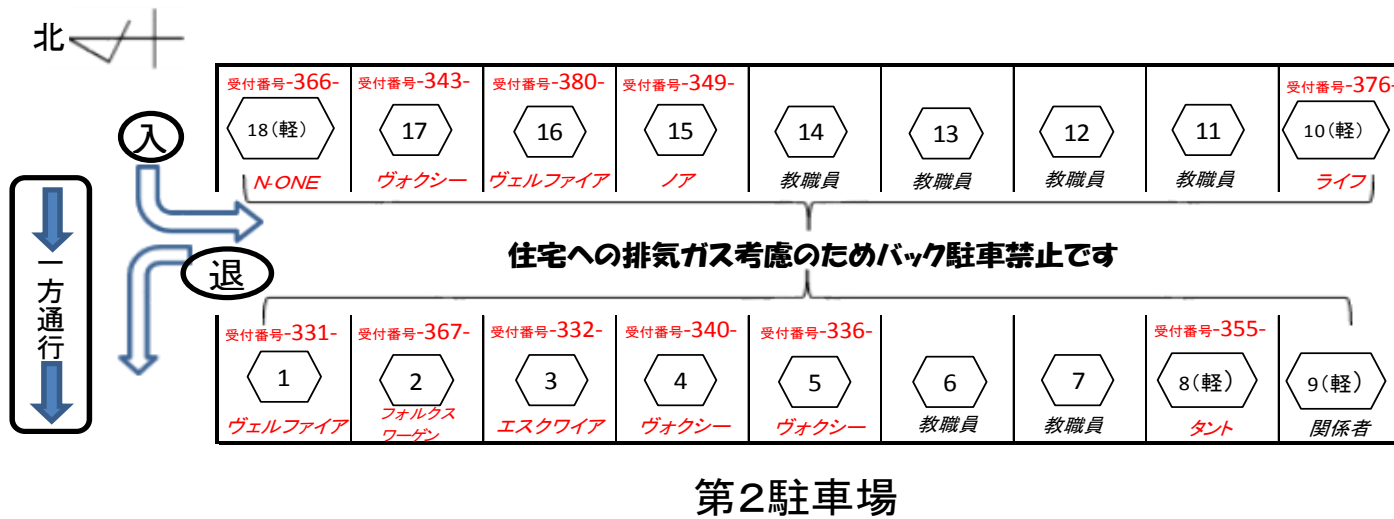 北
受付番号-366- 受付番号-343- 受付番号-380- 受付番号-349- 受付番号-376-
18(軽) 17 16 15 14 13 12 11 10(軽)
N-ONE ヴォクシー ヴェルファイア ノア 教職員 教職員 教職員 教職員 ライフ
入
住宅への排気ガス考慮のためバック駐車禁止です
退
一方通行
受付番号-331- 受付番号-367- 受付番号-332- 受付番号-340- 受付番号-336- 受付番号-355-
1 2 3 4 5 6 7 8(軽) 9(軽)
ヴェルファイア フォルクスワーゲン エスクワイア ヴォクシー ヴォクシー 教職員 教職員 タント 関係者
第2駐車場